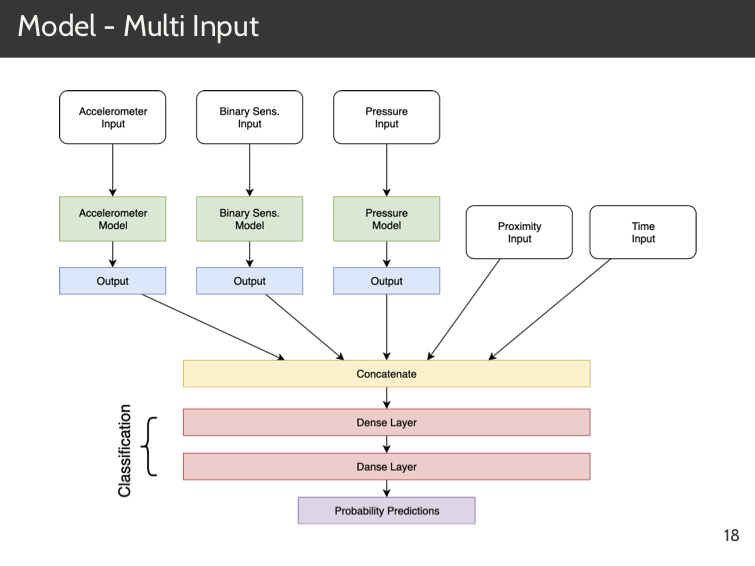 Model - Multi Input
Accelerometer
Input
Binary Sens.
Input
Pressure
Input
Accelerometer
Model
Binary Sens.
Model
Pressure
Model
Proximity
Input
Time
Input
Output
Output
Output
Concatenate
Classification
Dense Layer
Danse Layer
Probability Predictions
18